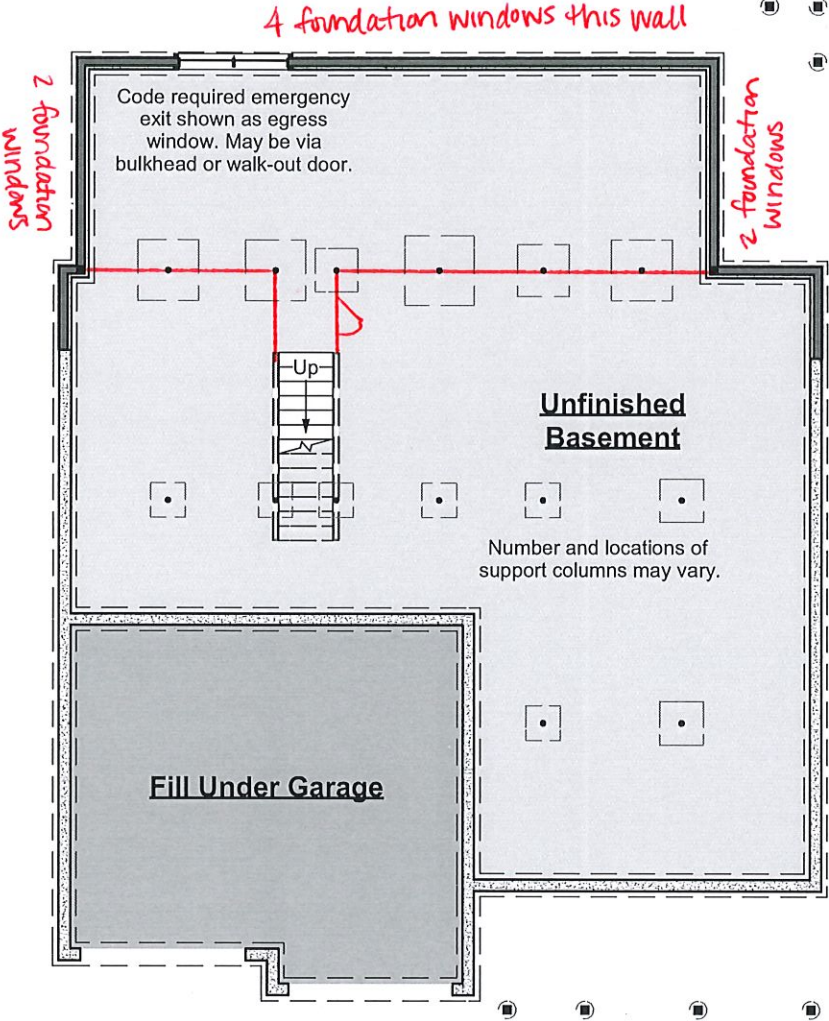 4 foundation windows this wall
2 foundation
windows
Code required emergency
exit shown as egress
window. May be via
bulkhead or walk-out door.
2 foundation
windows
Up
Unfinished
Basement
Number and locations of
support columns may vary.
Fill Under Garage